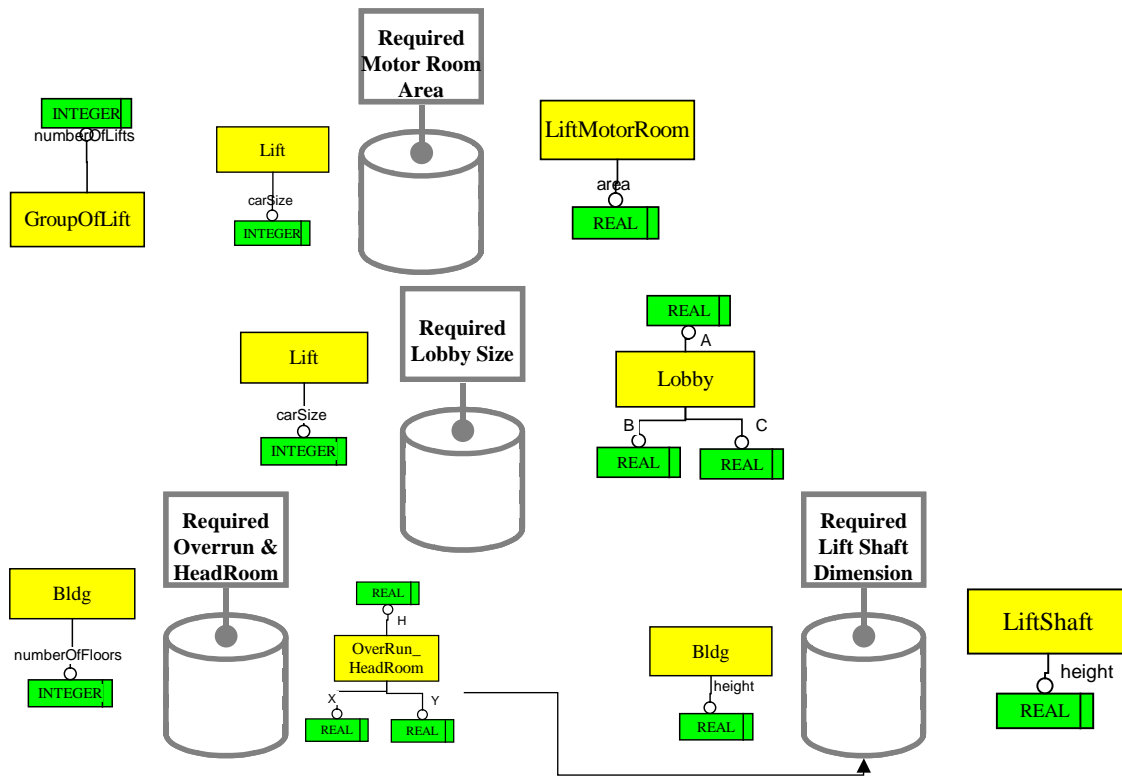 Required
Motor Room
Area
INTEGER
numberOfLifts
GroupOfLift
Lift
carSize
INTEGER
LiftMotorRoom
area
REAL
Required
Lobby Size
Lift
carSize
INTEGER
REAL
A
Lobby
B
C
REAL
REAL
Required
Overrun &
HeadRoom
Bldg
numberOfFloors
INTEGER
REAL
H
OverRun_
HeadRoom
X
Y
REAL
REAL
Required
Lift Shaft
Dimension
Bldg
height
REAL
LiftShaft
height
REAL